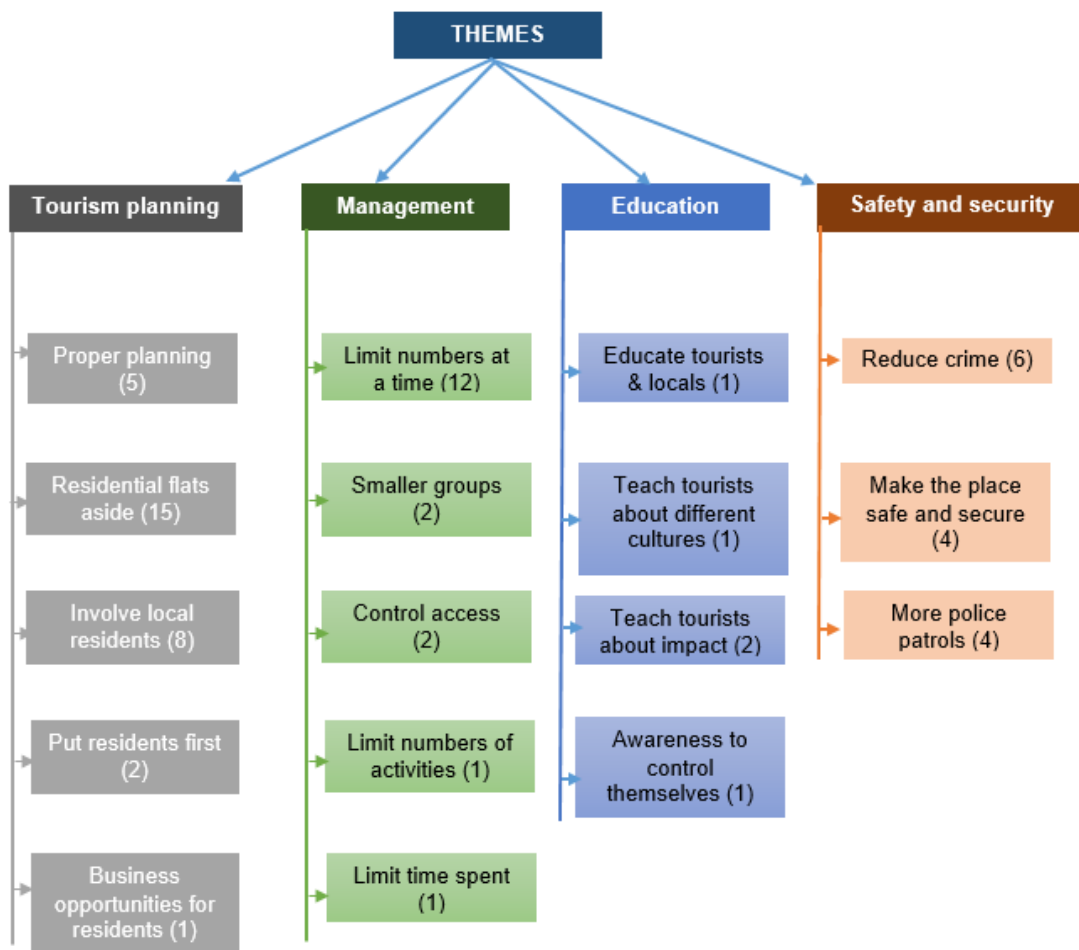 THEMES
Tourism planning
Proper planning
(5)
Residential flats
aside (15)
Involve local
residents (8)
Put residents first
(2)
Business
opportunities for
residents (1)
Management
Limit numbers at
a time (12)
Smaller groups
(2)
Control access
(2)
Limit numbers of
activities (1)
Limit time spent
(1)
Education
Educate tourists
& locals (1)
Teach tourists
about different
cultures (1)
Teach tourists
about impact (2)
Awareness to
control
themselves (1)
Safety and security
Reduce crime (6)
Make the place
safe and secure
(4)
More police
patrols (4)